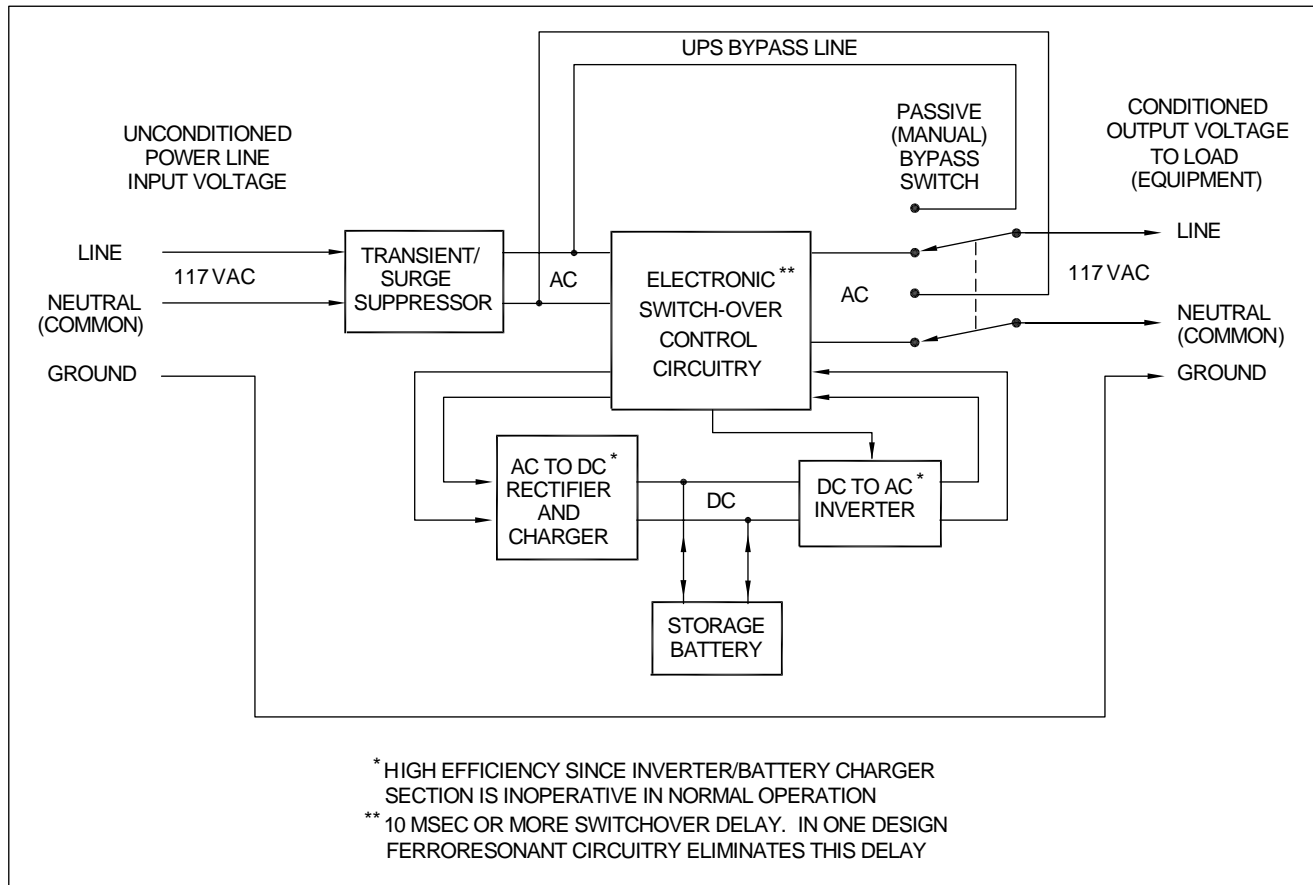 UPS BYPASS LINE
UNCONDITIONED
POWER LINE
INPUT VOLTAGE
PASSIVE
(MANUAL)
BYPASS
SWITCH
CONDITIONED
OUTPUT VOLTAGE
TO LOAD
(EQUIPMENT)
LINE
117 VAC
NEUTRAL
(COMMON)
GROUND
TRANSIENT/
SURGE
SUPPRESSOR
AC
ELECTRONIC **
SWITCH-OVER
CONTROL
CIRCUITRY
AC
LINE
117 VAC
NEUTRAL
(COMMON)
GROUND
AC TO DC *
RECTIFIER
AND
CHARGER
DC
DC TO AC *
INVERTER
STORAGE
BATTERY
* HIGH EFFICIENCY SINCE INVERTER/BATTERY CHARGER
SECTION IS INOPERATIVE IN NORMAL OPERATION
** 10 MSEC OR MORE SWITCHOVER DELAY. IN ONE DESIGN
FERRORESONANT CIRCUITRY ELIMINATES THIS DELAY